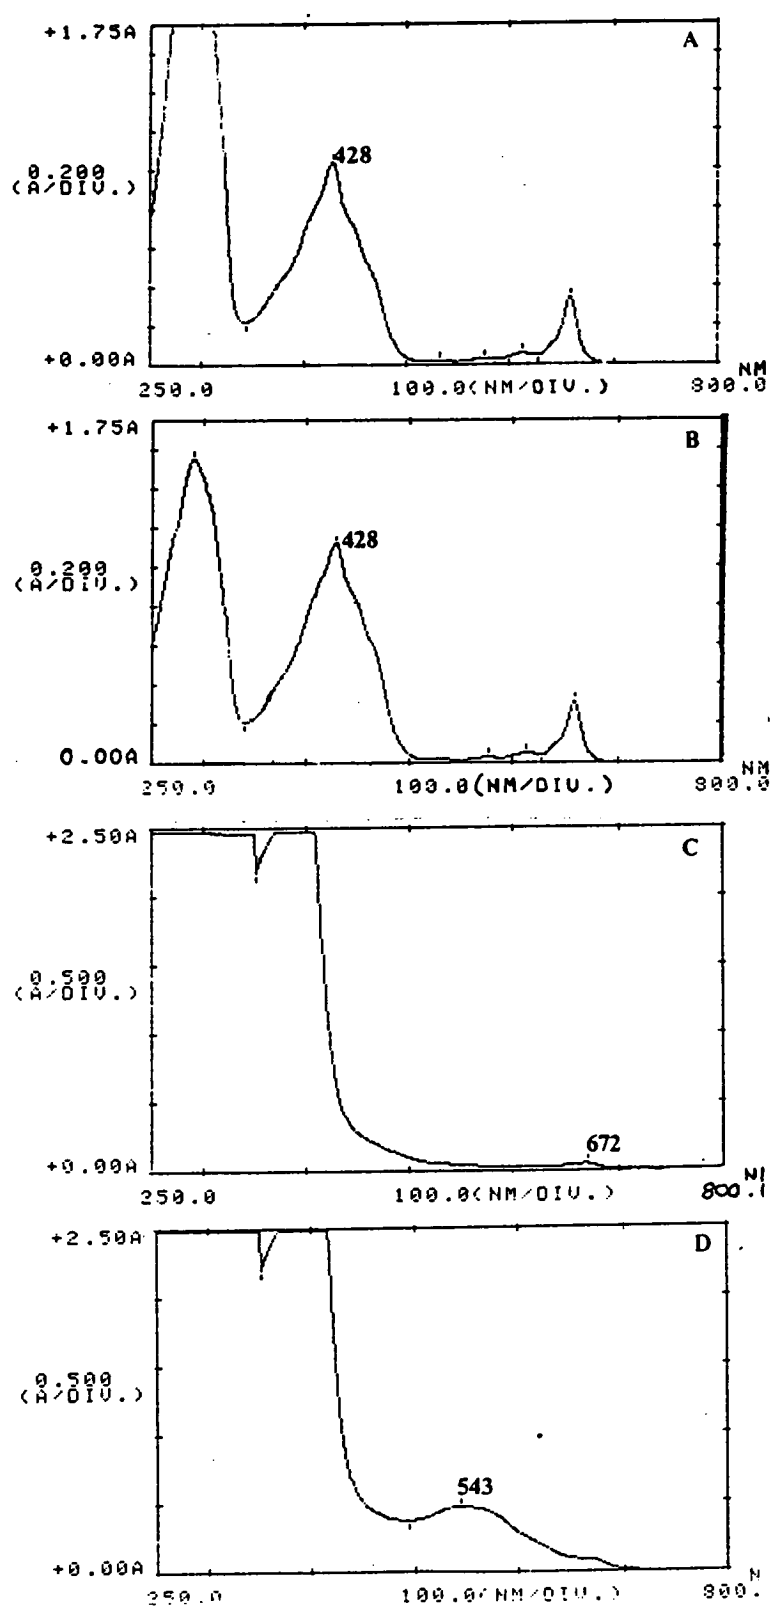 +1.75A
A
428
0.200
(A/DIV.)
+0.00A
NM
250.0 100.0(NM/DIV.) 800.0
+1.75A
B
428
0.200
(A/DIV.)
0.00A
NM
250.0 100.0(NM/DIV.) 800.0
+2.50A
C
0.500
(A/DIV.)
672
+0.00A
250.0 100.0(NM/DIV.) 800.
+2.50A
D
0.500
(A/DIV.)
543
+0.00A
N
250.0 100.0(NM/DIV.) 800.